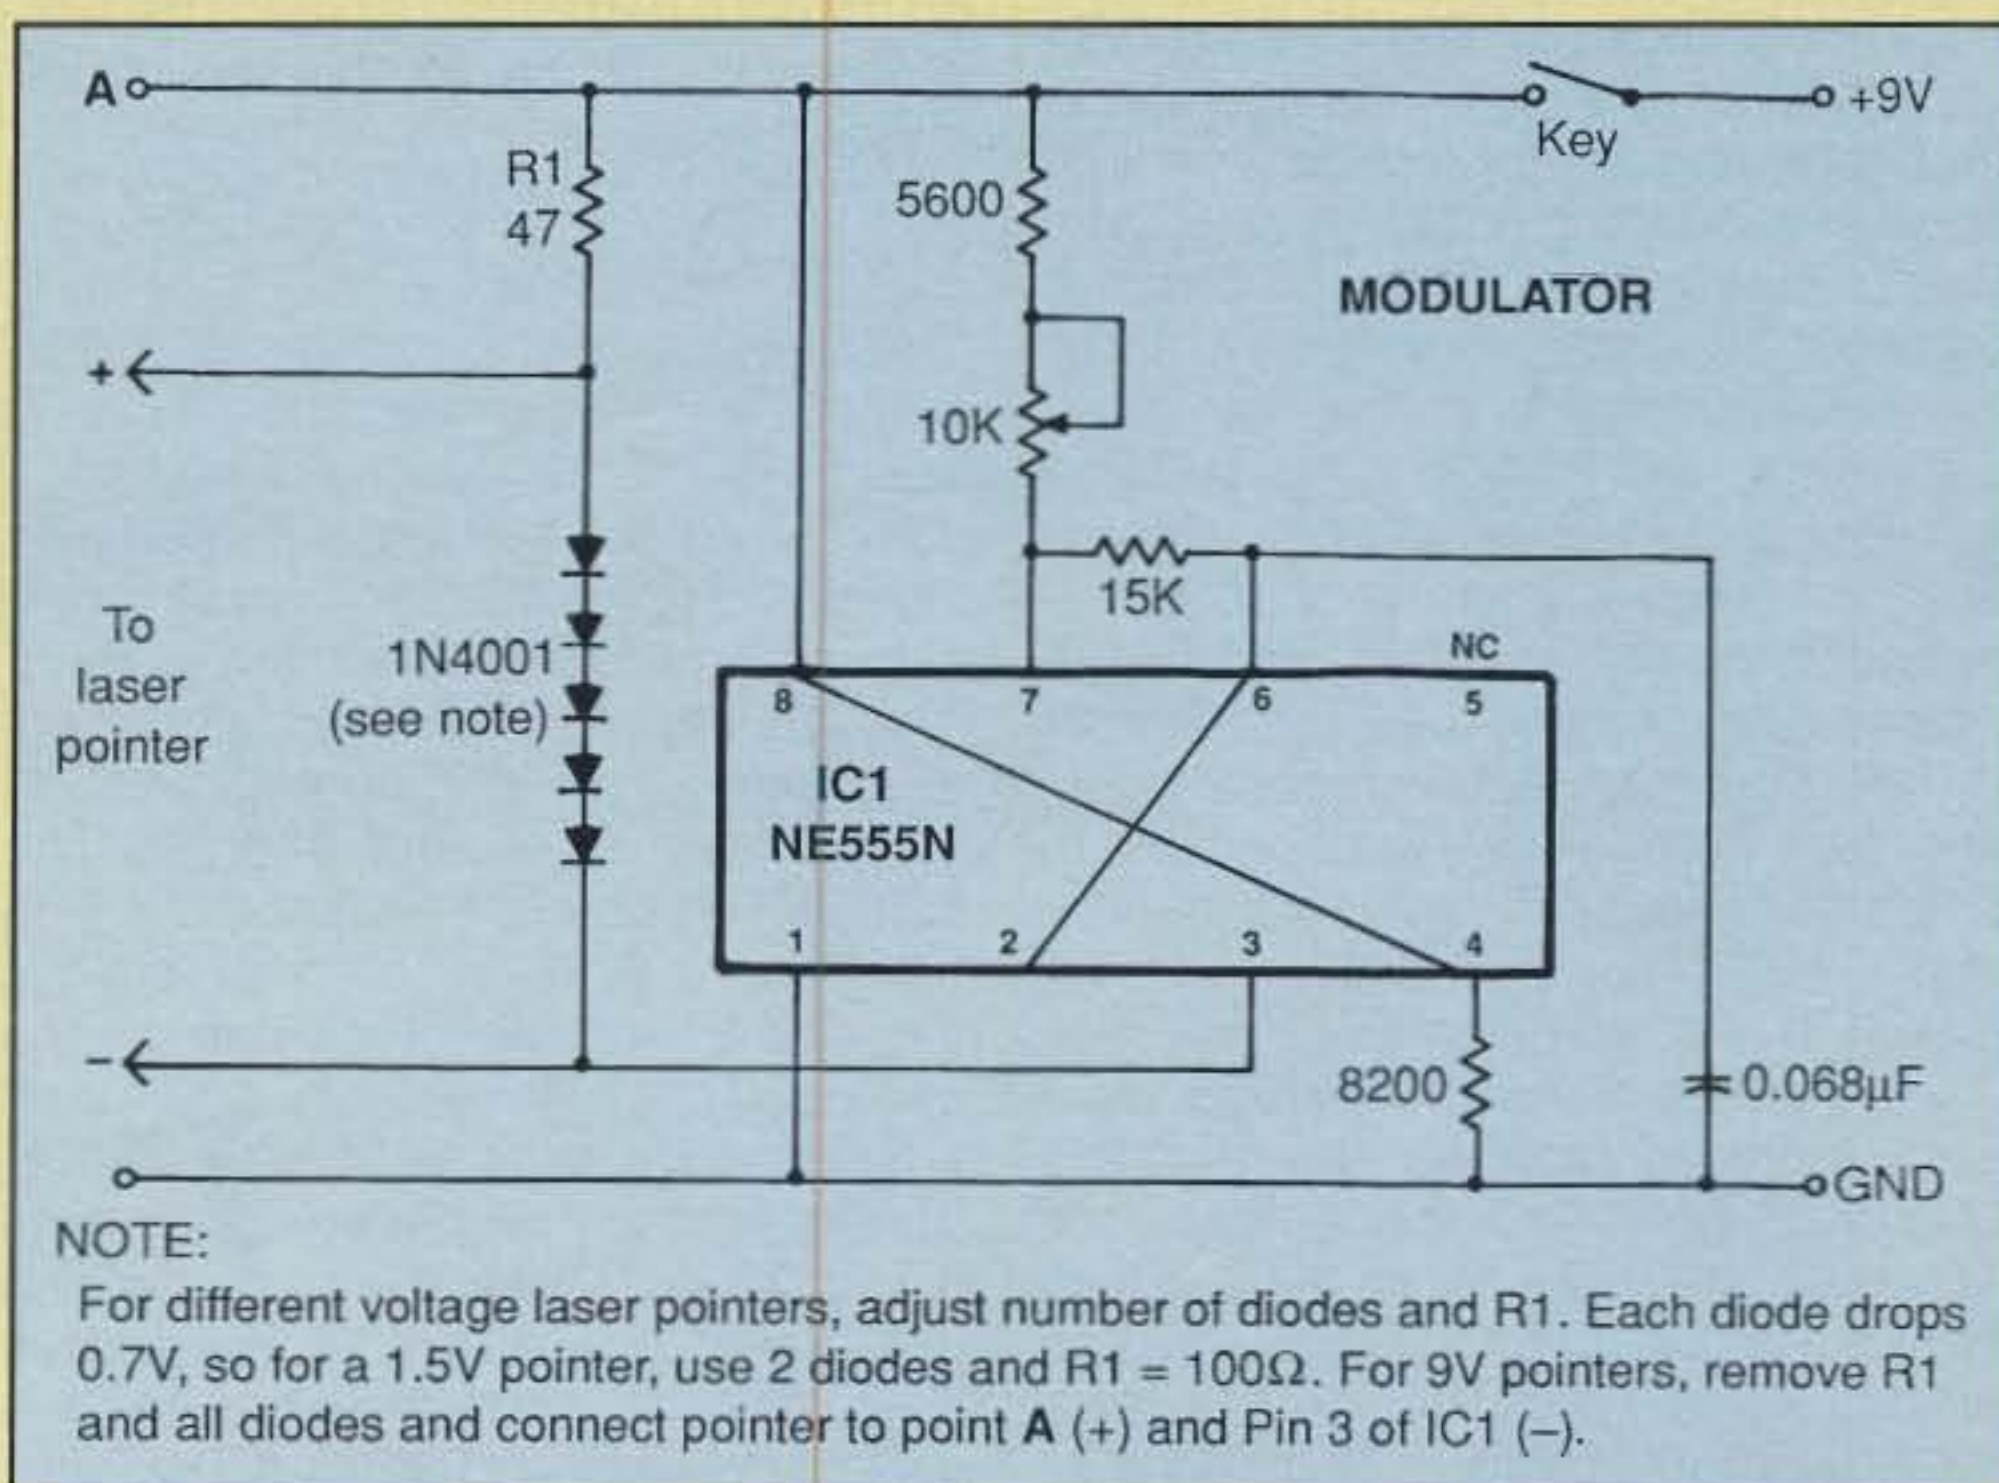 A
+9V
Key
R1
47
5600
MODULATOR
+
10K
15K
To
laser
pointer
1N4001
(see note)
NC
8
7
6
5
IC1
NE555N
1
2
3
4
–
8200
0.068µF
GND
NOTE:
For different voltage laser pointers, adjust number of diodes and R1. Each diode drops
0.7V, so for a 1.5V pointer, use 2 diodes and R1 = 100Ω. For 9V pointers, remove R1
and all diodes and connect pointer to point A (+) and Pin 3 of IC1 (–).